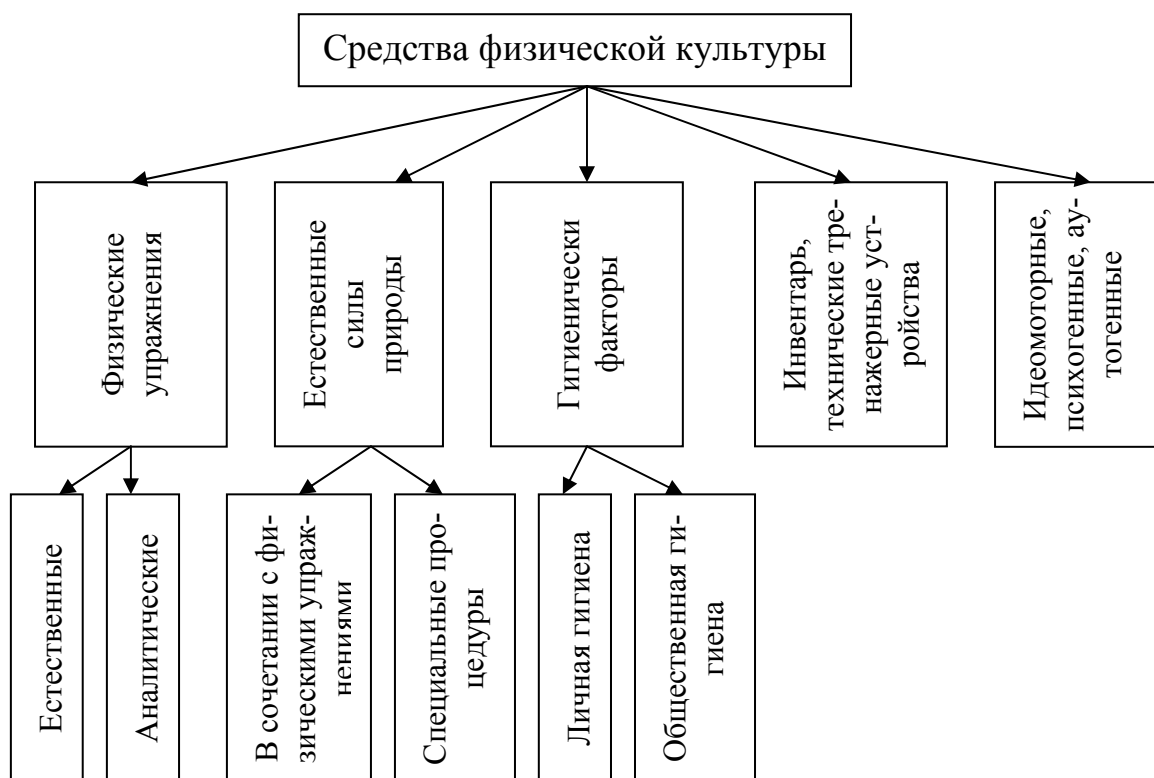 Средства физической культуры
Физические
упражнения
Естественные
силы
природы
Гигиенически
факторы
Инвентарь,
технические тре-
нажерные уст-
ройства
Идеомоторные,
психогенные, ау-
тогенные
Естественные
Аналитические
В сочетании с фи-
зическими упраж-
нениями
Специальные про-
цедуры
Личная гигиена
Общественная ги-
гиена